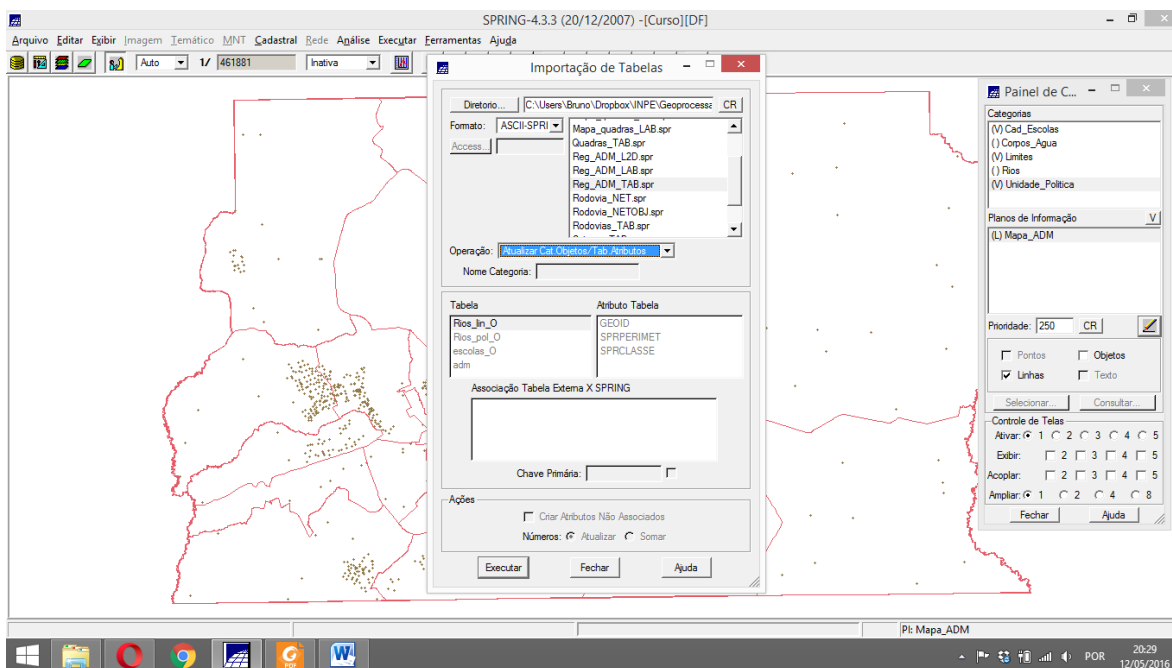 SPRING-4.3.3 (20/12/2007) -[Curso][DF]
Arquivo Editar Exibir Imagem Temático MNT Cadastral Rede Análise Executar Ferramentas Ajuda
Auto 1/ 461881 Inativa
Importação de Tabelas
Diretorio... C:\Users\Bruno\Dropbox\INPE\Geoprocessa CR
Formato: ASCII-SPRI
Access...
Mapa_quadras_LAB.spr
Quadras_TAB.spr
Reg_ADM_L2D.spr
Reg_ADM_LAB.spr
Reg_ADM_TAB.spr
Rodovia_NET.spr
Rodovia_NETOBJ.spr
Rodovias_TAB.spr
Operação: Atualizar Cat.Objetos/Tab Atributos
Nome Categoria:
Tabela
Rios_lin_O
Rios_pol_O
escolas_O
adm
Atributo Tabela
GEOID
SPRPERIMET
SPRCLASSE
Associação Tabela Externa X SPRING
Chave Primária:
Ações
Criar Atributos Não Associados
Números: Atualizar Somar
Executar Fechar Ajuda
Painel de C...
Categorias
(V) Cad_Escolas
() Corpos_Agua
(V) Limites
() Rios
(V) Unidade_Politica
Planos de Informação V
(L) Mapa_ADM
Prioridade: 250 CR
Pontos Objetos
Linhas Texto
Selecionar... Consultar...
Controle de Telas
Ativar: 1 2 3 4 5
Exibir: 2 3 4 5
Acoplar: 2 3 4 5
Ampliar: 1 2 4 8
Fechar Ajuda
PI: Mapa_ADM
POR
20:29
12/05/2016